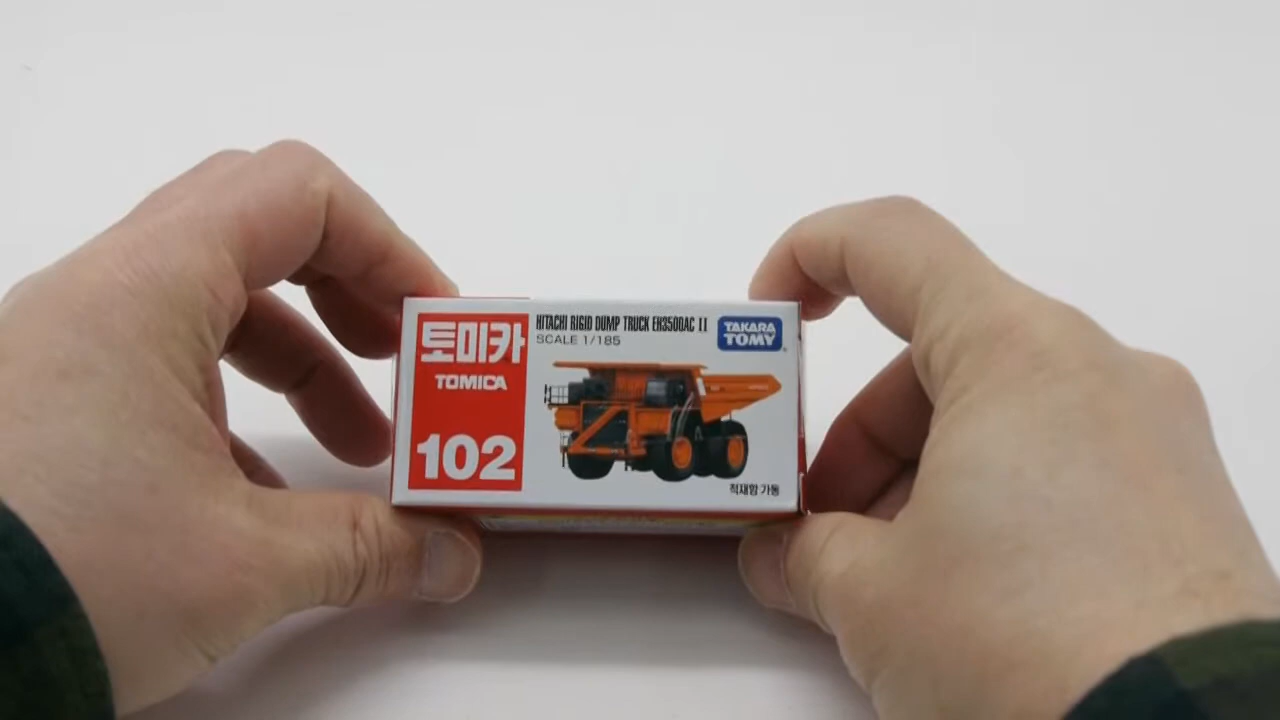 토미카
TOMICA
102
HITACHI RIGID DUMP TRUCK EH3500AC II
SCALE 1/185
TAKARA
TOMY
적재함 가동